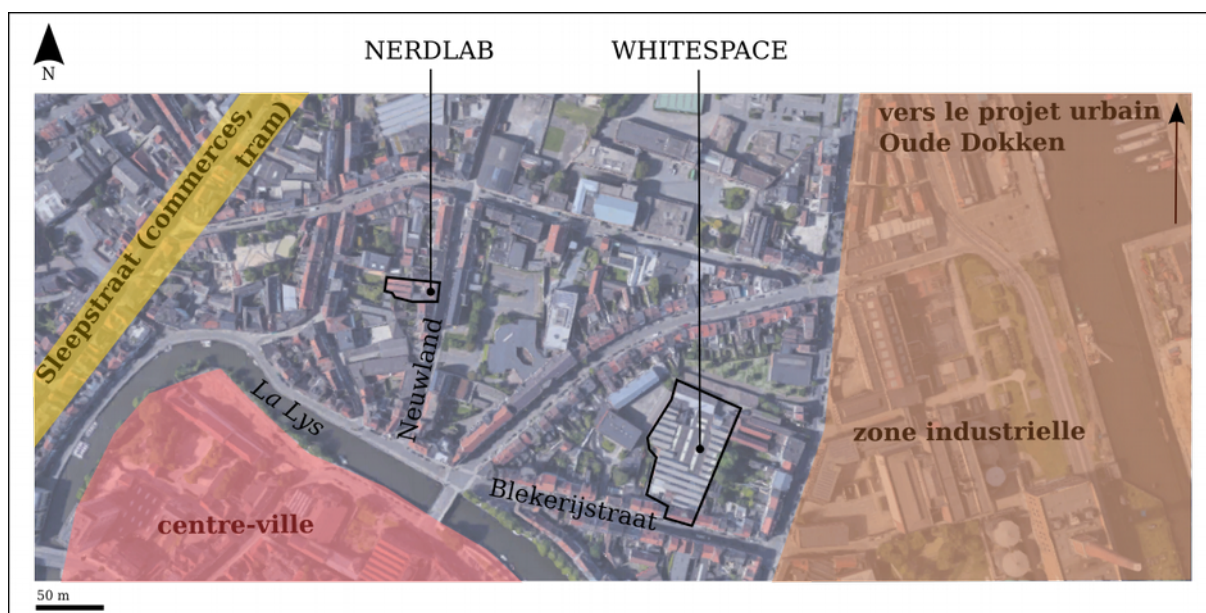 NERDLAB
WHITESPACE
N
Sleepstraat (commerces,
tram)
vers le projet urbain
Oude Dokken
Neuwland
La Lys
zone industrielle
Blekerijstraat
centre-ville
50 m